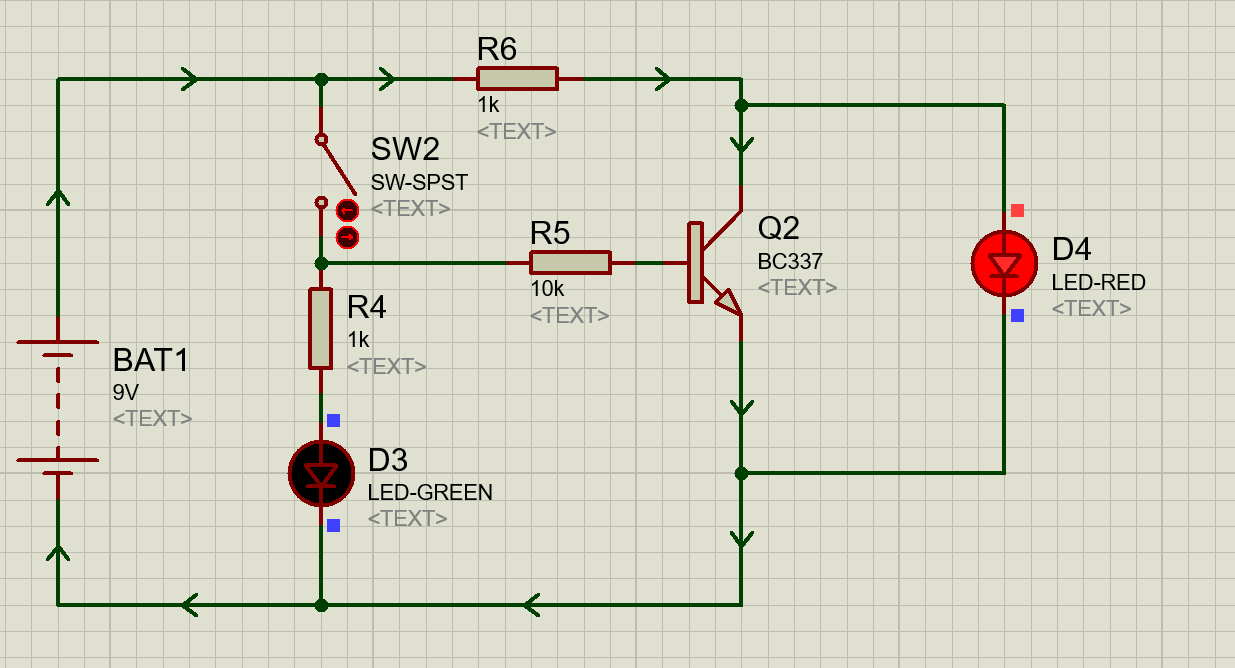 R6
1k
<TEXT>
SW2
SW-SPST
<TEXT>
R5
10k
<TEXT>
Q2
BC337
<TEXT>
D4
LED-RED
<TEXT>
R4
1k
<TEXT>
BAT1
9V
<TEXT>
D3
LED-GREEN
<TEXT>